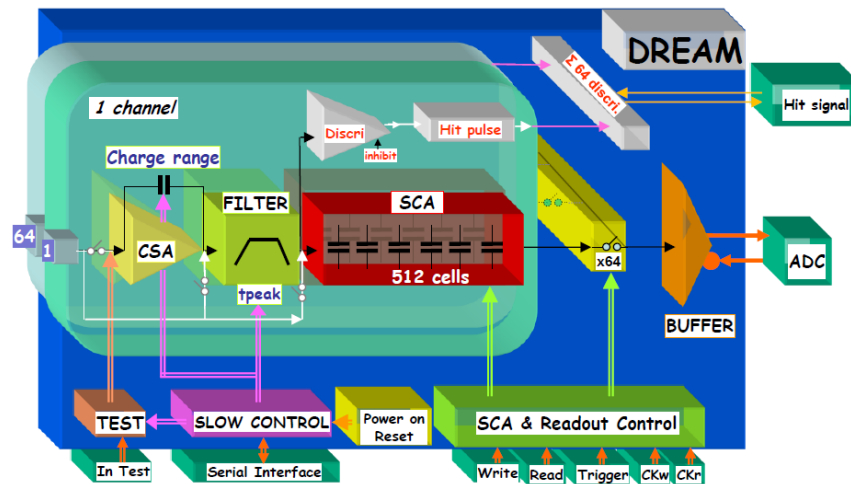 DREAM
1 channel
Σ 64 discri.
Hit signal
Discri
Hit pulse
inhibit
Charge range
FILTER
SCA
64
1
CSA
tpeak
512 cells
x64
ADC
BUFFER
TEST
SLOW CONTROL
Power on
Reset
SCA & Readout Control
In Test
Serial Interface
Write
Read
Trigger
CKw
CKr